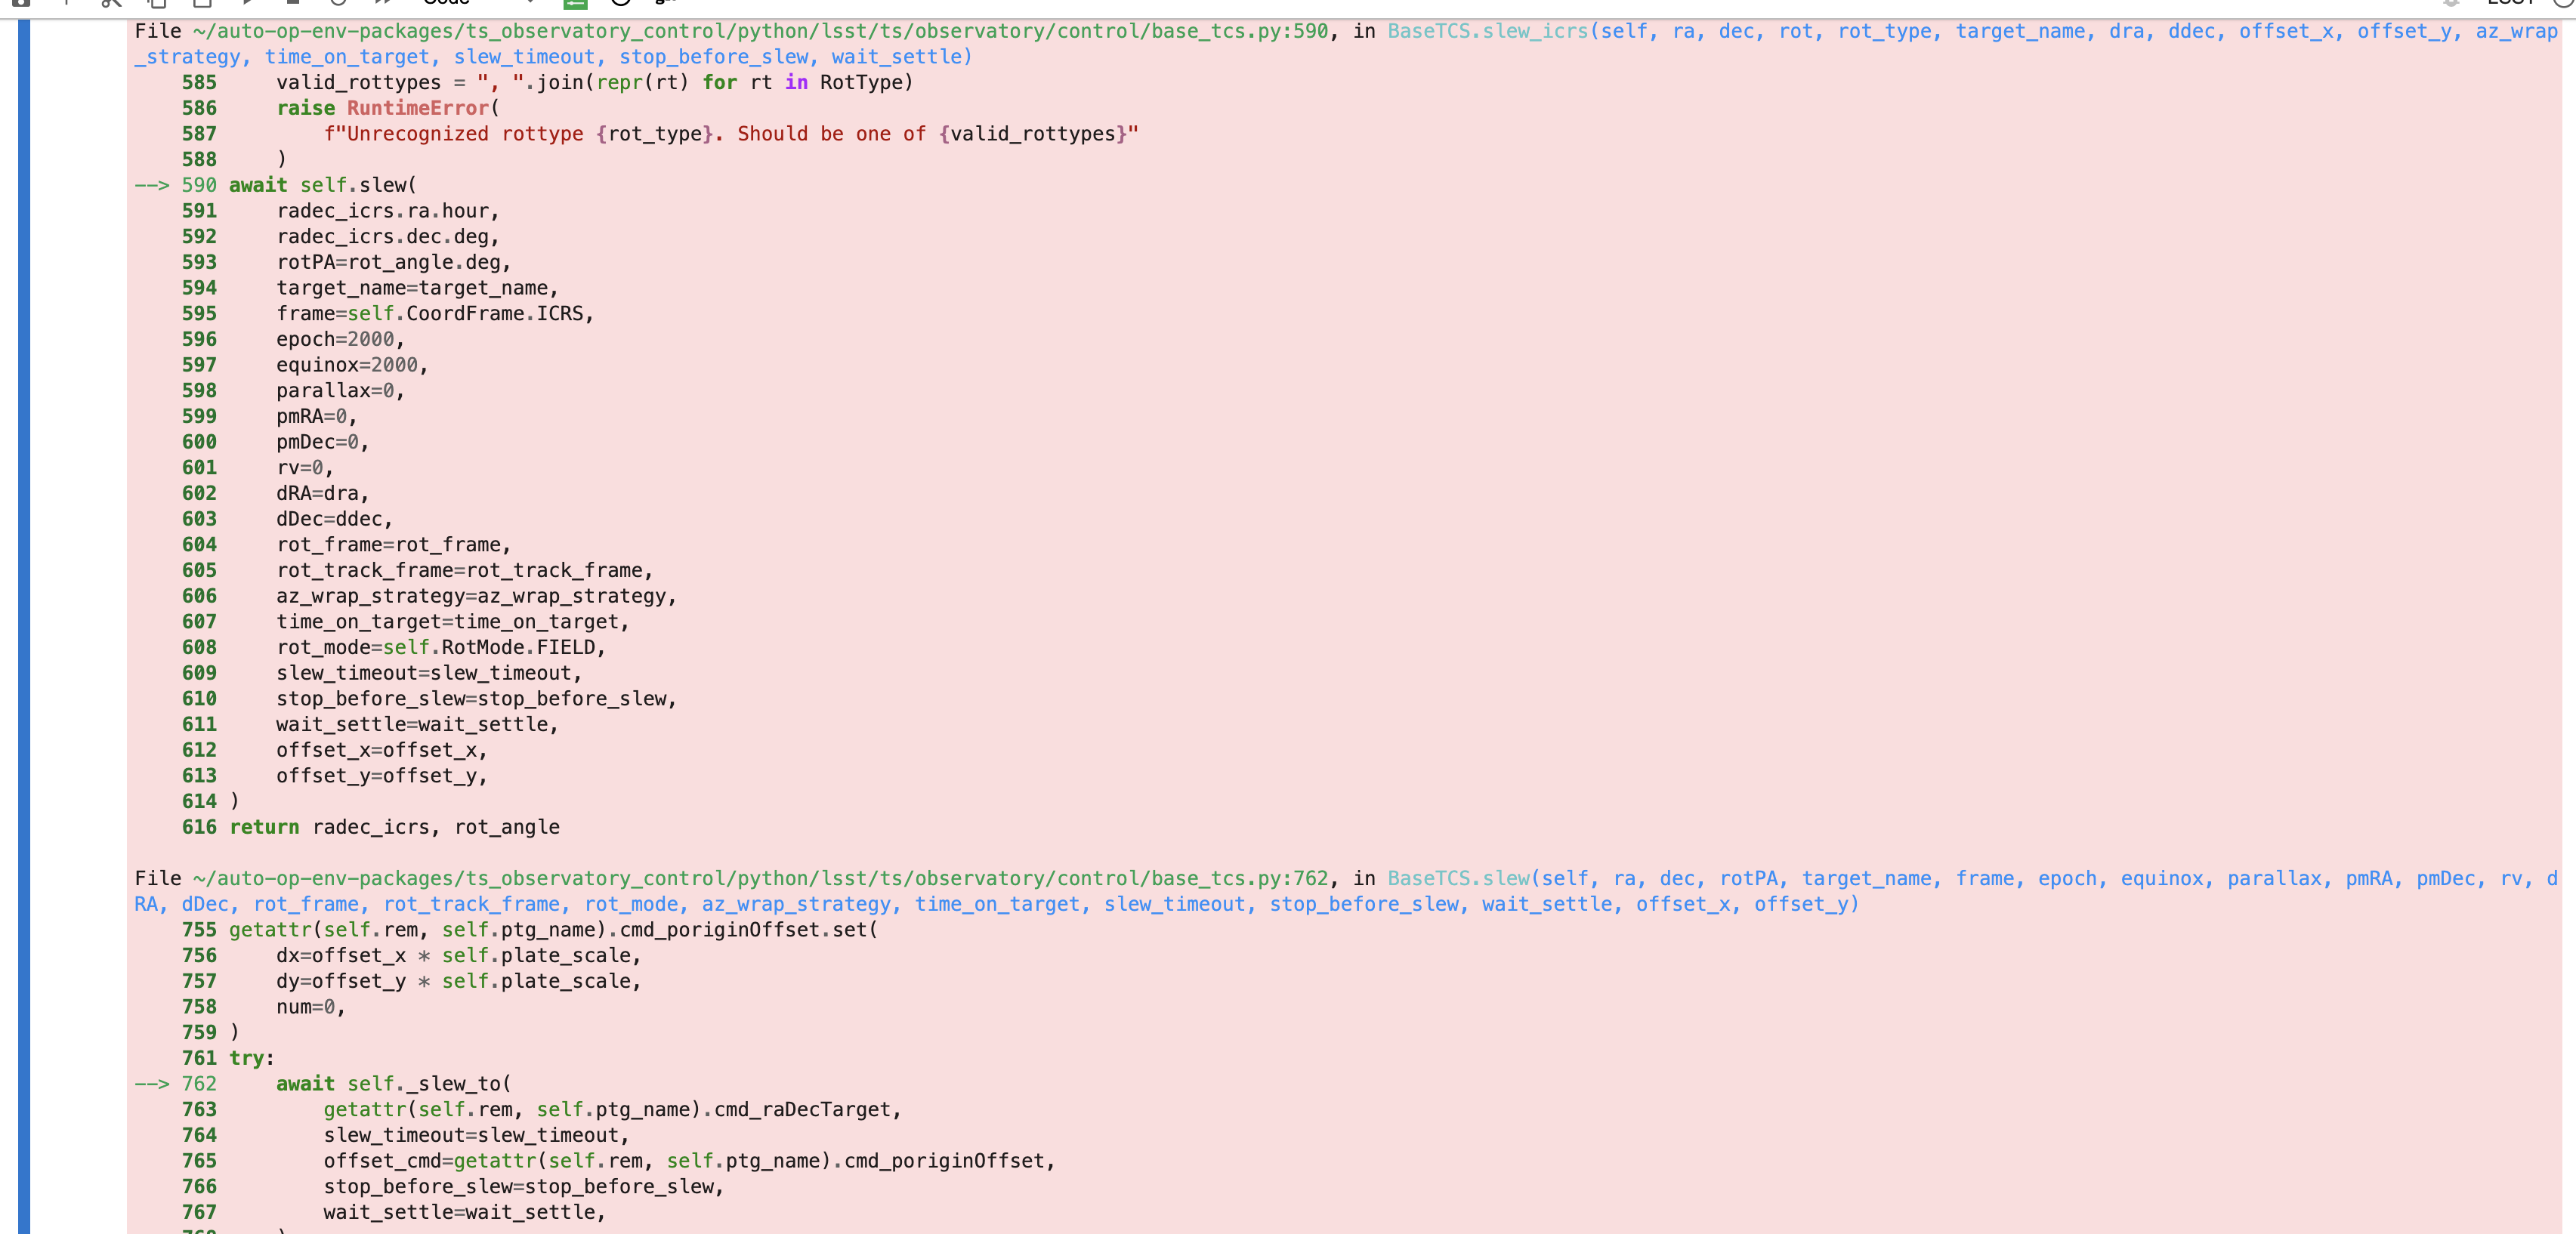 File ~/auto-op-env-packages/ts_observatory_control/python/lsst/ts/observatory/control/base_tcs.py:590, in BaseTCS.slew_icrs(self, ra, dec, rot, rot_type, target_name, dra, ddec, offset_x, offset_y, az_wrap
_strategy, time_on_target, slew_timeout, stop_before_slew, wait_settle)
    585     valid_rottypes = ", ".join(repr(rt) for rt in RotType)
    586     raise RuntimeError(
    587         f"Unrecognized rottype {rot_type}. Should be one of {valid_rottypes}"
    588     )
--> 590 await self.slew(
    591     radec_icrs.ra.hour,
    592     radec_icrs.dec.deg,
    593     rotPA=rot_angle.deg,
    594     target_name=target_name,
    595     frame=self.CoordFrame.ICRS,
    596     epoch=2000,
    597     equinox=2000,
    598     parallax=0,
    599     pmRA=0,
    600     pmDec=0,
    601     rv=0,
    602     dRA=dra,
    603     dDec=ddec,
    604     rot_frame=rot_frame,
    605     rot_track_frame=rot_track_frame,
    606     az_wrap_strategy=az_wrap_strategy,
    607     time_on_target=time_on_target,
    608     rot_mode=self.RotMode.FIELD,
    609     slew_timeout=slew_timeout,
    610     stop_before_slew=stop_before_slew,
    611     wait_settle=wait_settle,
    612     offset_x=offset_x,
    613     offset_y=offset_y,
    614 )
    616 return radec_icrs, rot_angle
File ~/auto-op-env-packages/ts_observatory_control/python/lsst/ts/observatory/control/base_tcs.py:762, in BaseTCS.slew(self, ra, dec, rotPA, target_name, frame, epoch, equinox, parallax, pmRA, pmDec, rv, d
RA, dDec, rot_frame, rot_track_frame, rot_mode, az_wrap_strategy, time_on_target, slew_timeout, stop_before_slew, wait_settle, offset_x, offset_y)
    755 getattr(self.rem, self.ptg_name).cmd_poriginOffset.set(
    756     dx=offset_x * self.plate_scale,
    757     dy=offset_y * self.plate_scale,
    758     num=0,
    759 )
    761 try:
--> 762     await self._slew_to(
    763         getattr(self.rem, self.ptg_name).cmd_raDecTarget,
    764         slew_timeout=slew_timeout,
    765         offset_cmd=getattr(self.rem, self.ptg_name).cmd_poriginOffset,
    766         stop_before_slew=stop_before_slew,
    767         wait_settle=wait_settle,